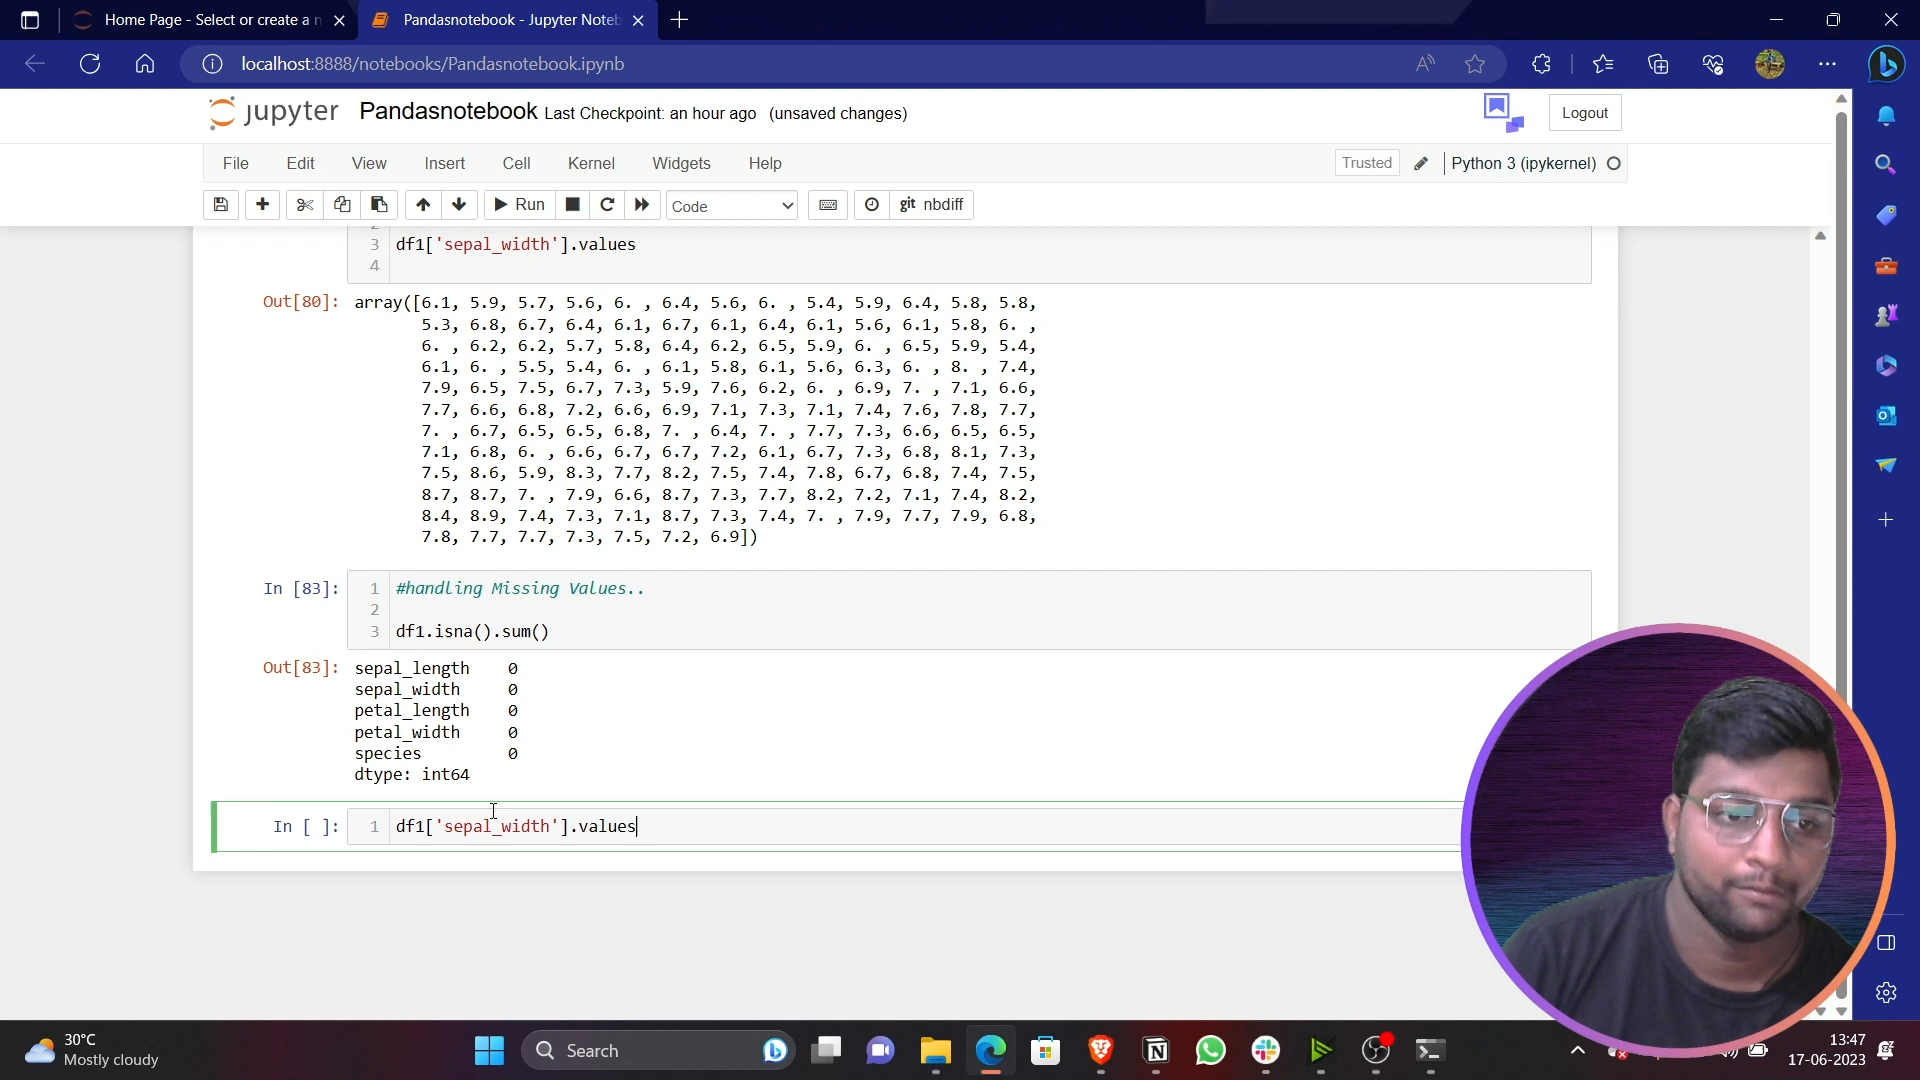 Home Page - Select or create a n
Pandasnotebook - Jupyter Noteb
localhost:8888/notebooks/Pandasnotebook.ipynb
jupyter Pandasnotebook Last Checkpoint: an hour ago (unsaved changes)
Logout
File Edit View Insert Cell Kernel Widgets Help
Trusted
Python 3 (ipykernel)
Run
Code
git nbdiff
3 df1['sepal_width'].values
4
Out[80]: array([6.1, 5.9, 5.7, 5.6, 6. , 6.4, 5.6, 6. , 5.4, 5.9, 6.4, 5.8, 5.8,
5.3, 6.8, 6.7, 6.4, 6.1, 6.7, 6.1, 6.4, 6.1, 5.6, 6.1, 5.8, 6. ,
6. , 6.2, 6.2, 5.7, 5.8, 6.4, 6.2, 6.5, 5.9, 6. , 6.5, 5.9, 5.4,
6.1, 6. , 5.5, 5.4, 6. , 6.1, 5.8, 6.1, 5.6, 6.3, 6. , 8. , 7.4,
7.9, 6.5, 7.5, 6.7, 7.3, 5.9, 7.6, 6.2, 6. , 6.9, 7. , 7.1, 6.6,
7.7, 6.6, 6.8, 7.2, 6.6, 6.9, 7.1, 7.3, 7.1, 7.4, 7.6, 7.8, 7.7,
7. , 6.7, 6.5, 6.5, 6.8, 7. , 6.4, 7. , 7.7, 7.3, 6.6, 6.5, 6.5,
7.1, 6.8, 6. , 6.6, 6.7, 6.7, 7.2, 6.1, 6.7, 7.3, 6.8, 8.1, 7.3,
7.5, 8.6, 5.9, 8.3, 7.7, 8.2, 7.5, 7.4, 7.8, 6.7, 6.8, 7.4, 7.5,
8.7, 8.7, 7. , 7.9, 6.6, 8.7, 7.3, 7.7, 8.2, 7.2, 7.1, 7.4, 8.2,
8.4, 8.9, 7.4, 7.3, 7.1, 8.7, 7.3, 7.4, 7. , 7.9, 7.7, 7.9, 6.8,
7.8, 7.7, 7.7, 7.3, 7.5, 7.2, 6.9])
In [83]: 1 #handling Missing Values..
2
3 df1.isna().sum()
Out[83]: sepal_length 0
sepal_width 0
petal_length 0
petal_width 0
species 0
dtype: int64
In [ ]: 1 df1['sepal_width'].values
30°C
Mostly cloudy
Search
13:47
17-06-2023